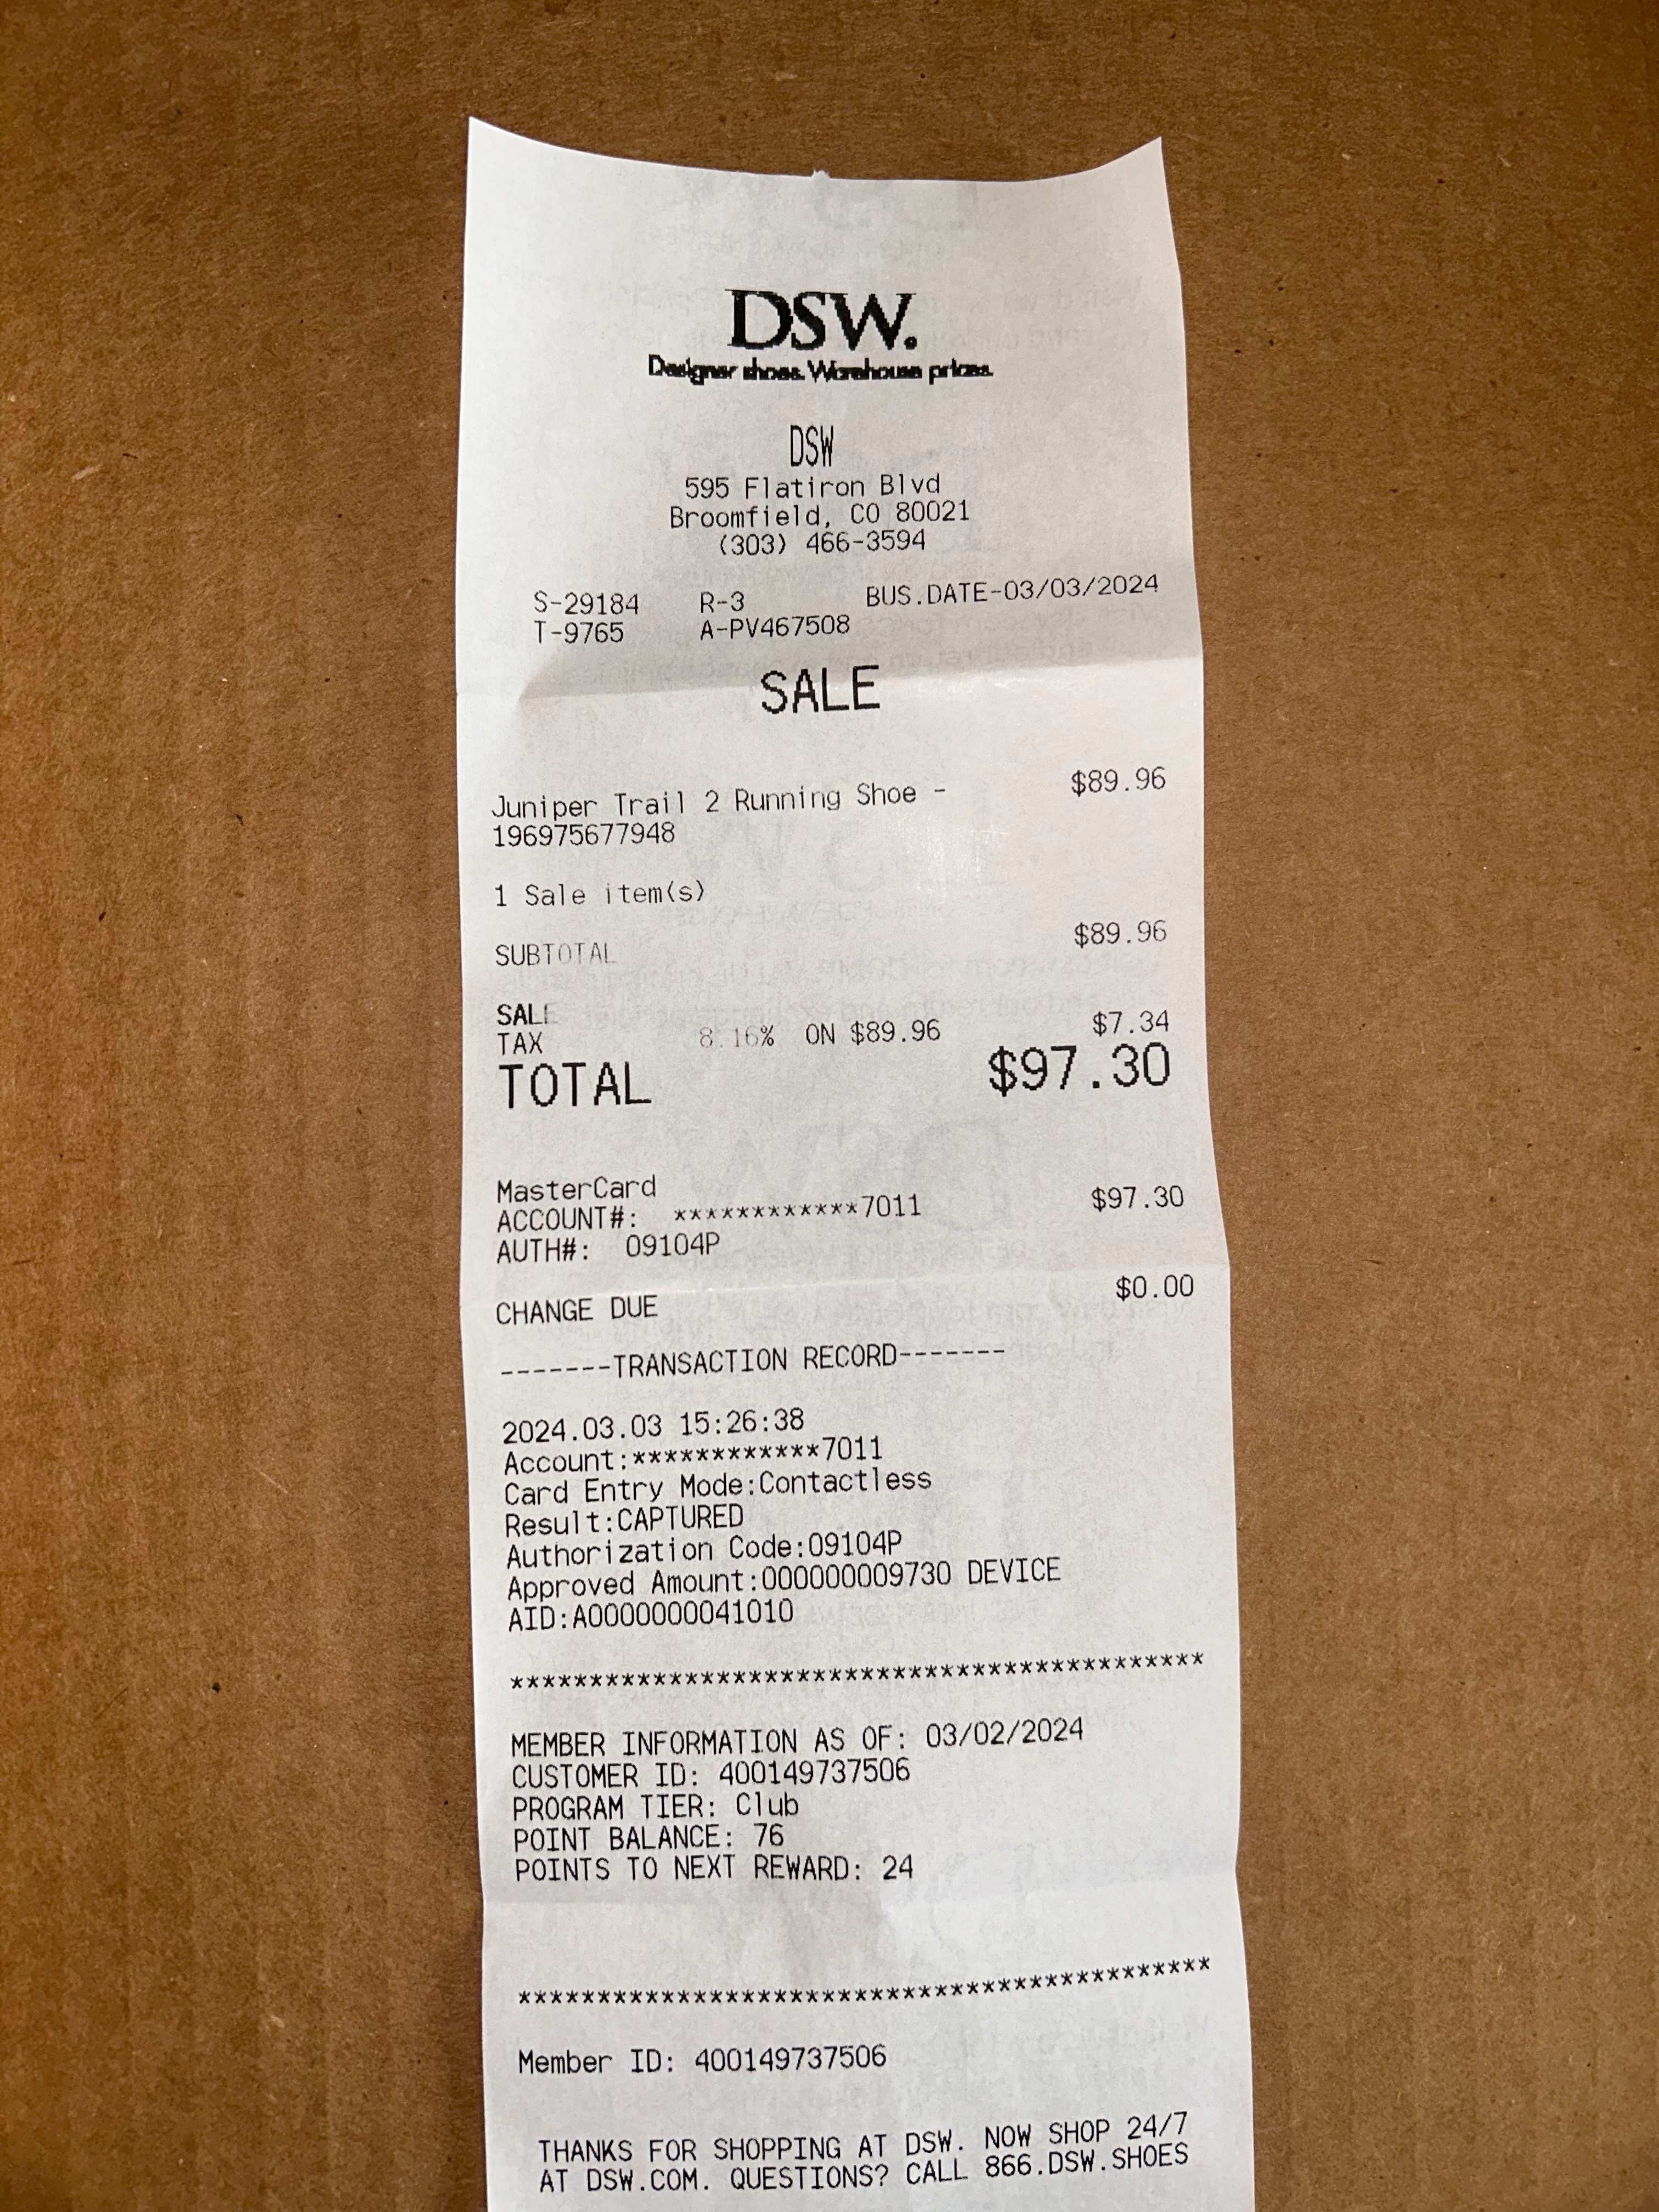 DSW.
Designer shoes. Warehouse prices.
DSW
595 Flatiron Blvd
Broomfield, CO 80021
(303) 466-3594
S-29184 R-3 BUS.DATE-03/03/2024
T-9765 A-PV467508
SALE
Juniper Trail 2 Running Shoe - $89.96
196975677948
1 Sale item(s)
SUBTOTAL $89.96
SALE
TAX 8.16% ON $89.96 $7.34
TOTAL $97.30
MasterCard
ACCOUNT#: ************7011 $97.30
AUTH#: 09104P
CHANGE DUE $0.00
-------TRANSACTION RECORD-------
2024.03.03 15:26:38
Account:************7011
Card Entry Mode:Contactless
Result:CAPTURED
Authorization Code:09104P
Approved Amount:000000009730 DEVICE
AID:A0000000041010
********************************************
MEMBER INFORMATION AS OF: 03/02/2024
CUSTOMER ID: 400149737506
PROGRAM TIER: Club
POINT BALANCE: 76
POINTS TO NEXT REWARD: 24
********************************************
Member ID: 400149737506
THANKS FOR SHOPPING AT DSW. NOW SHOP 24/7
AT DSW.COM. QUESTIONS? CALL 866.DSW.SHOES